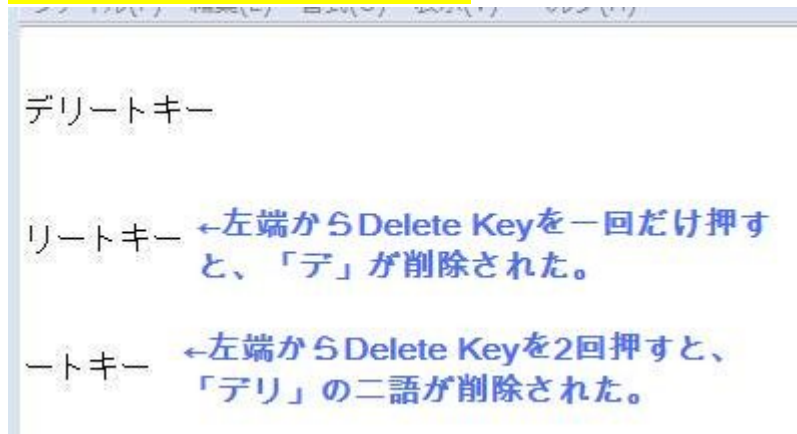 デリートキー
リートキー ←左端からDelete Keyを一回だけ押す
と、「デ」が削除された。
ートキー ←左端からDelete Keyを2回押すと、
「デリ」の二語が削除された。